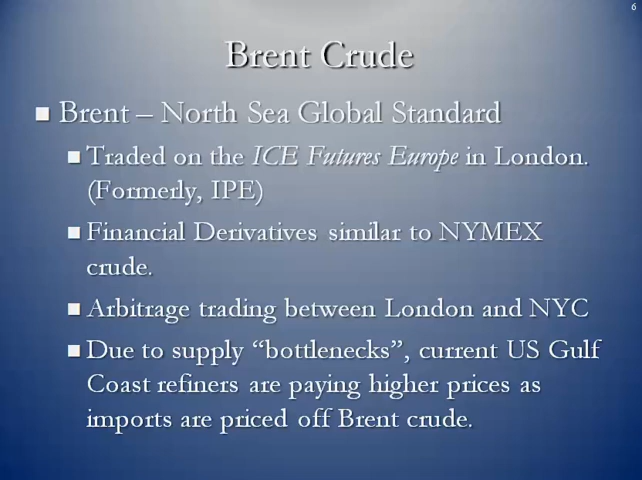 6
Brent Crude
Brent – North Sea Global Standard
Traded on the ICE Futures Europe in London.
(Formerly, IPE)
Financial Derivatives similar to NYMEX
crude.
Arbitrage trading between London and NYC
Due to supply “bottlenecks”, current US Gulf
Coast refiners are paying higher prices as
imports are priced off Brent crude.